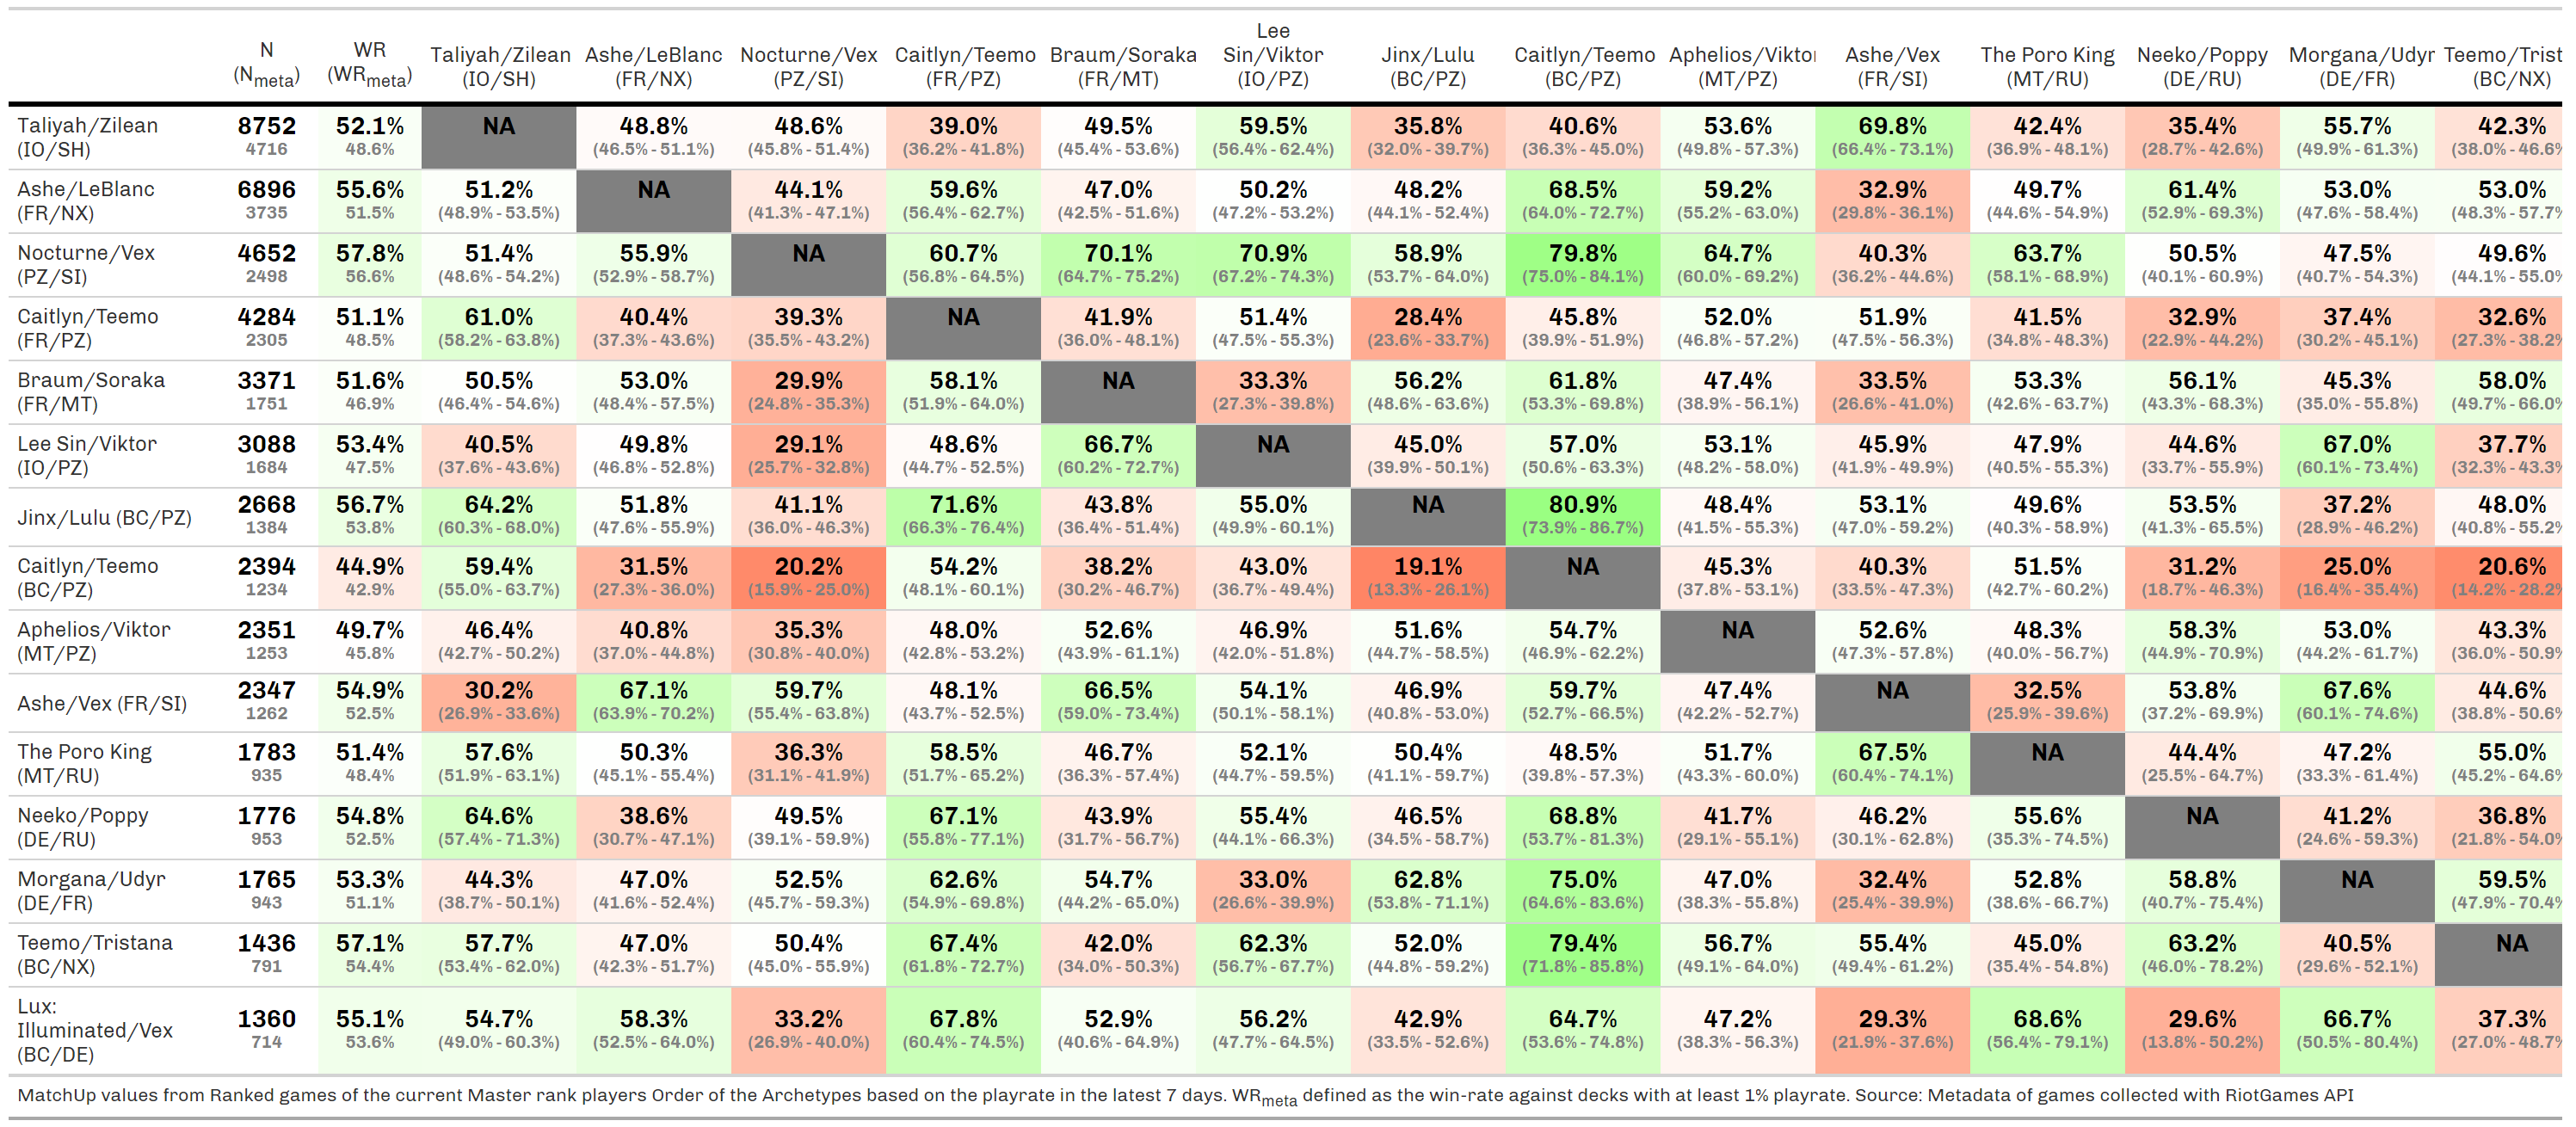 N WR Taliyah/Zilean Ashe/LeBlanc Nocturne/Vex Caitlyn/Teemo Braum/Soraka Lee Sin/Viktor Jinx/Lulu Caitlyn/Teemo Aphelios/Viktor Ashe/Vex The Poro King Neeko/Poppy Morgana/Udyr Teemo/Trist
(Nmeta) (WRmeta) (IO/SH) (FR/NX) (PZ/SI) (FR/PZ) (FR/MT) (IO/PZ) (BC/PZ) (BC/PZ) (MT/PZ) (FR/SI) (MT/RU) (DE/RU) (DE/FR) (BC/NX)
Taliyah/Zilean 8752 52.1% NA 48.8% 48.6% 39.0% 49.5% 59.5% 35.8% 40.6% 53.6% 69.8% 42.4% 35.4% 55.7% 42.3%
(IO/SH) 4716 48.6% (46.5% - 51.1%) (45.8% - 51.4%) (36.2% - 41.8%) (45.4% - 53.6%) (56.4% - 62.4%) (32.0% - 39.7%) (36.3% - 45.0%) (49.8% - 57.3%) (66.4% - 73.1%) (36.9% - 48.1%) (28.7% - 42.6%) (49.9% - 61.3%) (38.0% - 46.6%
Ashe/LeBlanc 6896 55.6% 51.2% NA 44.1% 59.6% 47.0% 50.2% 48.2% 68.5% 59.2% 32.9% 49.7% 61.4% 53.0% 53.0%
(FR/NX) 3735 51.5% (48.9% - 53.5%) (41.3% - 47.1%) (56.4% - 62.7%) (42.5% - 51.6%) (47.2% - 53.2%) (44.1% - 52.4%) (64.0% - 72.7%) (55.2% - 63.0%) (29.8% - 36.1%) (44.6% - 54.9%) (52.9% - 69.3%) (47.6% - 58.4%) (48.3% - 57.7%
Nocturne/Vex 4652 57.8% 51.4% 55.9% NA 60.7% 70.1% 70.9% 58.9% 79.8% 64.7% 40.3% 63.7% 50.5% 47.5% 49.6%
(PZ/SI) 2498 56.6% (48.6% - 54.2%) (52.9% - 58.7%) (56.8% - 64.5%) (64.7% - 75.2%) (67.2% - 74.3%) (53.7% - 64.0%) (75.0% - 84.1%) (60.0% - 69.2%) (36.2% - 44.6%) (58.1% - 68.9%) (40.1% - 60.9%) (40.7% - 54.3%) (44.1% - 55.0%
Caitlyn/Teemo 4284 51.1% 61.0% 40.4% 39.3% NA 41.9% 51.4% 28.4% 45.8% 52.0% 51.9% 41.5% 32.9% 37.4% 32.6%
(FR/PZ) 2305 48.5% (58.2% - 63.8%) (37.3% - 43.6%) (35.5% - 43.2%) (36.0% - 48.1%) (47.5% - 55.3%) (23.6% - 33.7%) (39.9% - 51.9%) (46.8% - 57.2%) (47.5% - 56.3%) (34.8% - 48.3%) (22.9% - 44.2%) (30.2% - 45.1%) (27.3% - 38.2%
Braum/Soraka 3371 51.6% 50.5% 53.0% 29.9% 58.1% NA 33.3% 56.2% 61.8% 47.4% 33.5% 53.3% 56.1% 45.3% 58.0%
(FR/MT) 1751 46.9% (46.4% - 54.6%) (48.4% - 57.5%) (24.8% - 35.3%) (51.9% - 64.0%) (27.3% - 39.8%) (48.6% - 63.6%) (53.3% - 69.8%) (38.9% - 56.1%) (26.6% - 41.0%) (42.6% - 63.7%) (43.3% - 68.3%) (35.0% - 55.8%) (49.7% - 66.0%
Lee Sin/Viktor 3088 53.4% 40.5% 49.8% 29.1% 48.6% 66.7% NA 45.0% 57.0% 53.1% 45.9% 47.9% 44.6% 67.0% 37.7%
(IO/PZ) 1684 47.5% (37.6% - 43.6%) (46.8% - 52.8%) (25.7% - 32.8%) (44.7% - 52.5%) (60.2% - 72.7%) (39.9% - 50.1%) (50.6% - 63.3%) (48.2% - 58.0%) (41.9% - 49.9%) (40.5% - 55.3%) (33.7% - 55.9%) (60.1% - 73.4%) (32.3% - 43.3%
Jinx/Lulu (BC/PZ) 2668 56.7% 64.2% 51.8% 41.1% 71.6% 43.8% 55.0% NA 80.9% 48.4% 53.1% 49.6% 53.5% 37.2% 48.0%
1384 53.8% (60.3% - 68.0%) (47.6% - 55.9%) (36.0% - 46.3%) (66.3% - 76.4%) (36.4% - 51.4%) (49.9% - 60.1%) (73.9% - 86.7%) (41.5% - 55.3%) (47.0% - 59.2%) (40.3% - 58.9%) (41.3% - 65.5%) (28.9% - 46.2%) (40.8% - 55.2%
Caitlyn/Teemo 2394 44.9% 59.4% 31.5% 20.2% 54.2% 38.2% 43.0% 19.1% NA 45.3% 40.3% 51.5% 31.2% 25.0% 20.6%
(BC/PZ) 1234 42.9% (55.0% - 63.7%) (27.3% - 36.0%) (15.9% - 25.0%) (48.1% - 60.1%) (30.2% - 46.7%) (36.7% - 49.4%) (13.3% - 26.1%) (37.8% - 53.1%) (33.5% - 47.3%) (42.7% - 60.2%) (18.7% - 46.3%) (16.4% - 35.4%) (14.2% - 28.2%
Aphelios/Viktor 2351 49.7% 46.4% 40.8% 35.3% 48.0% 52.6% 46.9% 51.6% 54.7% NA 52.6% 48.3% 58.3% 53.0% 43.3%
(MT/PZ) 1253 45.8% (42.7% - 50.2%) (37.0% - 44.8%) (30.8% - 40.0%) (42.8% - 53.2%) (43.9% - 61.1%) (42.0% - 51.8%) (44.7% - 58.5%) (46.9% - 62.2%) (47.3% - 57.8%) (40.0% - 56.7%) (44.9% - 70.9%) (44.2% - 61.7%) (36.0% - 50.9%
Ashe/Vex (FR/SI) 2347 54.9% 30.2% 67.1% 59.7% 48.1% 66.5% 54.1% 46.9% 59.7% 47.4% NA 32.5% 53.8% 67.6% 44.6%
1262 52.5% (26.9% - 33.6%) (63.9% - 70.2%) (55.4% - 63.8%) (43.7% - 52.5%) (59.0% - 73.4%) (50.1% - 58.1%) (40.8% - 53.0%) (52.7% - 66.5%) (42.2% - 52.7%) (25.9% - 39.6%) (37.2% - 69.9%) (60.1% - 74.6%) (38.8% - 50.6%
The Poro King 1783 51.4% 57.6% 50.3% 36.3% 58.5% 46.7% 52.1% 50.4% 48.5% 51.7% 67.5% NA 44.4% 47.2% 55.0%
(MT/RU) 935 48.4% (51.9% - 63.1%) (45.1% - 55.4%) (31.1% - 41.9%) (51.7% - 65.2%) (36.3% - 57.4%) (44.7% - 59.5%) (41.1% - 59.7%) (39.8% - 57.3%) (43.3% - 60.0%) (60.4% - 74.1%) (25.5% - 64.7%) (33.3% - 61.4%) (45.2% - 64.6%
Neeko/Poppy 1776 54.8% 64.6% 38.6% 49.5% 67.1% 43.9% 55.4% 46.5% 68.8% 41.7% 46.2% 55.6% NA 41.2% 36.8%
(DE/RU) 953 52.5% (57.4% - 71.3%) (30.7% - 47.1%) (39.1% - 59.9%) (55.8% - 77.1%) (31.7% - 56.7%) (44.1% - 66.3%) (34.5% - 58.7%) (53.7% - 81.3%) (29.1% - 55.1%) (30.1% - 62.8%) (35.3% - 74.5%) (24.6% - 59.3%) (21.8% - 54.0%
Morgana/Udyr 1765 53.3% 44.3% 47.0% 52.5% 62.6% 54.7% 33.0% 62.8% 75.0% 47.0% 32.4% 52.8% 58.8% NA 59.5%
(DE/FR) 943 51.1% (38.7% - 50.1%) (41.6% - 52.4%) (45.7% - 59.3%) (54.9% - 69.8%) (44.2% - 65.0%) (26.6% - 39.9%) (53.8% - 71.1%) (64.6% - 83.6%) (38.3% - 55.8%) (25.4% - 39.9%) (38.6% - 66.7%) (40.7% - 75.4%) (47.9% - 70.4%
Teemo/Tristana 1436 57.1% 57.7% 47.0% 50.4% 67.4% 42.0% 62.3% 52.0% 79.4% 56.7% 55.4% 45.0% 63.2% 40.5% NA
(BC/NX) 791 54.4% (53.4% - 62.0%) (42.3% - 51.7%) (45.0% - 55.9%) (61.8% - 72.7%) (34.0% - 50.3%) (56.7% - 67.7%) (44.8% - 59.2%) (71.8% - 85.8%) (49.1% - 64.0%) (49.4% - 61.2%) (35.4% - 54.8%) (46.0% - 78.2%) (29.6% - 52.1%)
Lux:
Illuminated/Vex 1360 55.1% 54.7% 58.3% 33.2% 67.8% 52.9% 56.2% 42.9% 64.7% 47.2% 29.3% 68.6% 29.6% 66.7% 37.3%
(BC/DE) 714 53.6% (49.0% - 60.3%) (52.5% - 64.0%) (26.9% - 40.0%) (60.4% - 74.5%) (40.6% - 64.9%) (47.7% - 64.5%) (33.5% - 52.6%) (53.6% - 74.8%) (38.3% - 56.3%) (21.9% - 37.6%) (56.4% - 79.1%) (13.8% - 50.2%) (50.5% - 80.4%) (27.0% - 48.7%
MatchUp values from Ranked games of the current Master rank players Order of the Archetypes based on the playrate in the latest 7 days. WRmeta defined as the win-rate against decks with at least 1% playrate. Source: Metadata of games collected with RiotGames API